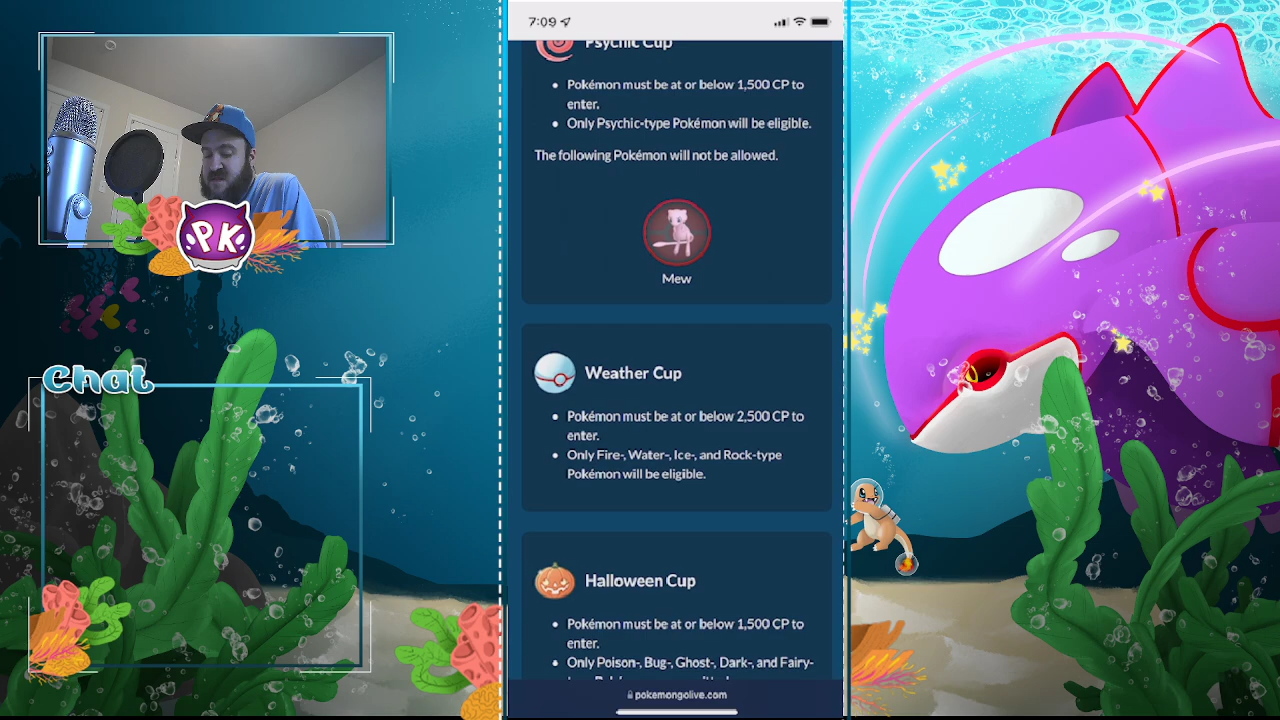 PK
Chat
7:09
Psychic Cup
• Pokémon must be at or below 1,500 CP to
enter.
• Only Psychic-type Pokémon will be eligible.
The following Pokémon will not be allowed.
Mew
Weather Cup
• Pokémon must be at or below 2,500 CP to
enter.
• Only Fire-, Water-, Ice-, and Rock-type
Pokémon will be eligible.
Halloween Cup
• Pokémon must be at or below 1,500 CP to
enter.
• Only Poison-, Bug-, Ghost-, Dark-, and Fairy-
pokemongolive.com